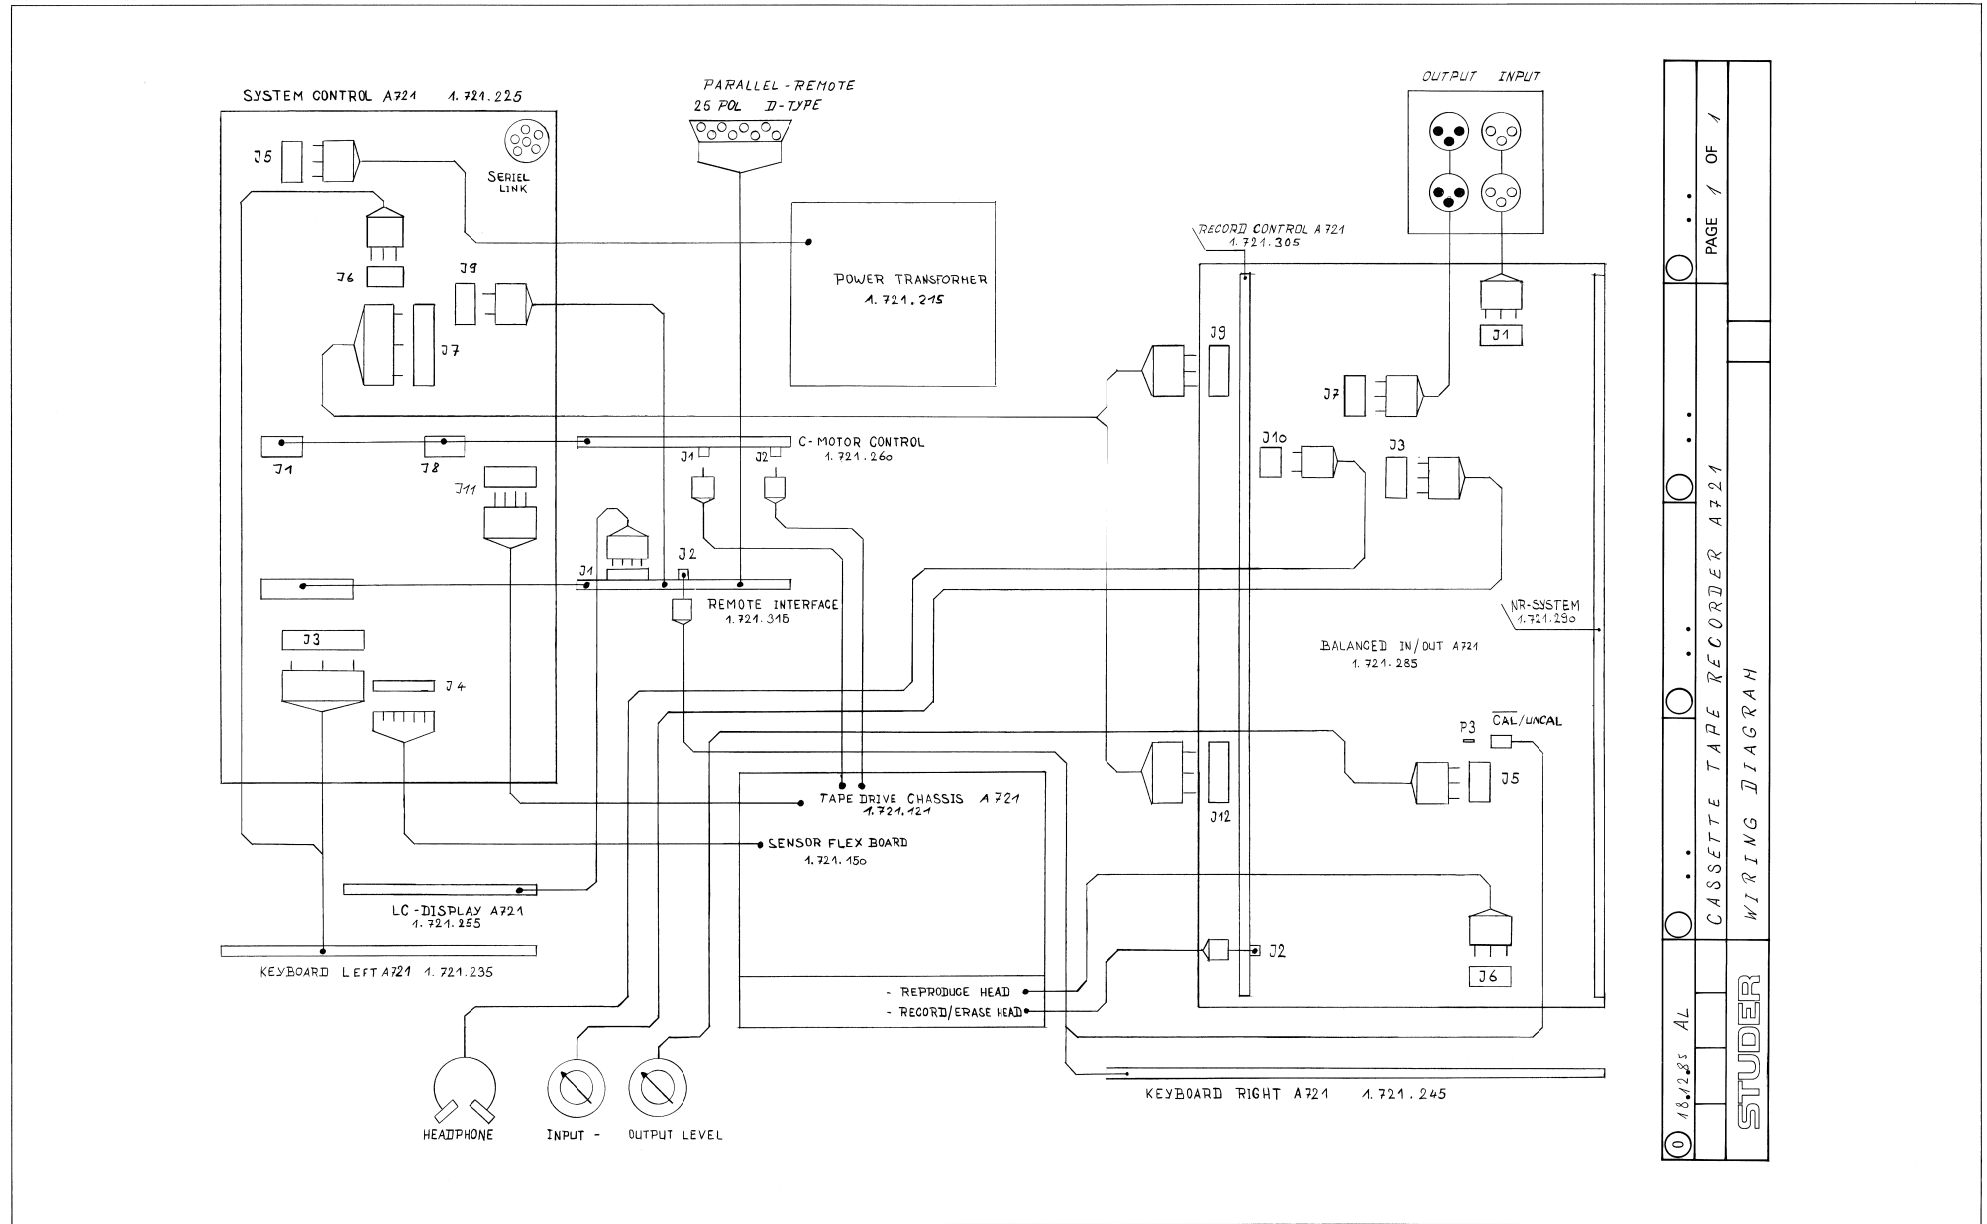 SYSTEM CONTROL A721 1.721.225
J5
SERIEL
LINK
J6
J9
J7
J1
J8
J11
J3
J4
PARALLEL-REMOTE
25 POL D-TYPE
POWER TRANSFORMER
1.721.215
C-MOTOR CONTROL
1.721.260
J1
J2
J1
J2
REMOTE INTERFACE
1.721.315
TAPE DRIVE CHASSIS A721
1.721.121
SENSOR FLEX BOARD
1.721.150
LC-DISPLAY A721
1.721.255
KEYBOARD LEFT A721 1.721.235
- REPRODUCE HEAD
- RECORD/ERASE HEAD
HEADPHONE
INPUT -
OUTPUT LEVEL
OUTPUT INPUT
RECORD CONTROL A721
1.721.305
J1
J9
J7
J10
J3
NR-SYSTEM
1.721.290
BALANCED IN/OUT A721
1.721.285
P3
CAL/UNCAL
J5
J12
J2
J6
KEYBOARD RIGHT A721 1.721.245
PAGE 1 OF 1
CASSETTE TAPE RECORDER A721
WIRING DIAGRAM
STUDER
0 18.12.85 AL